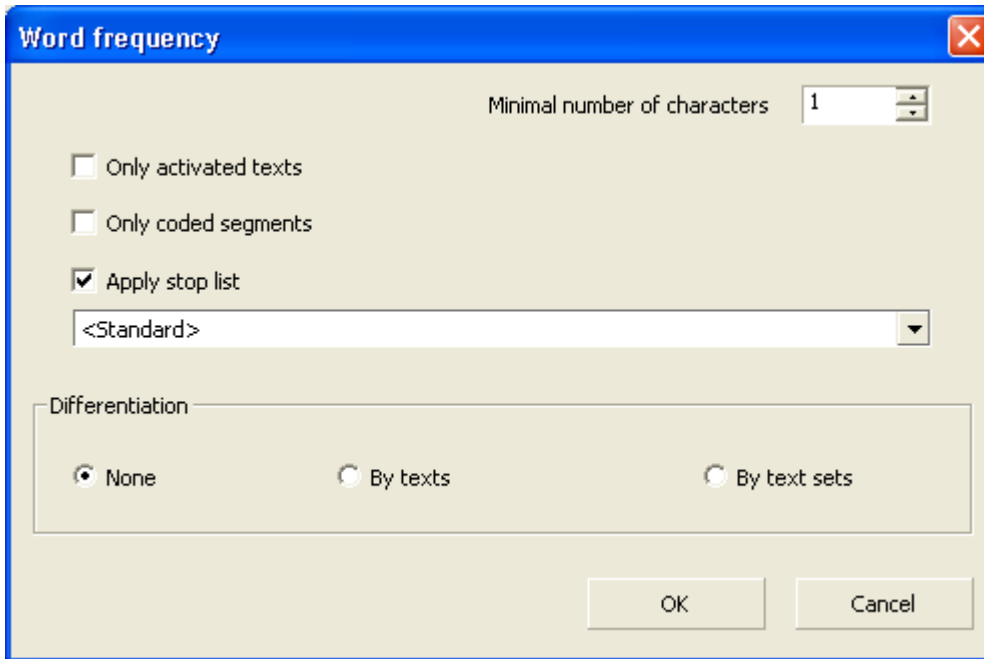 Word frequency
Minimal number of characters 1
Only activated texts
Only coded segments
Apply stop list
<Standard>
Differentiation
None By texts By text sets
OK Cancel